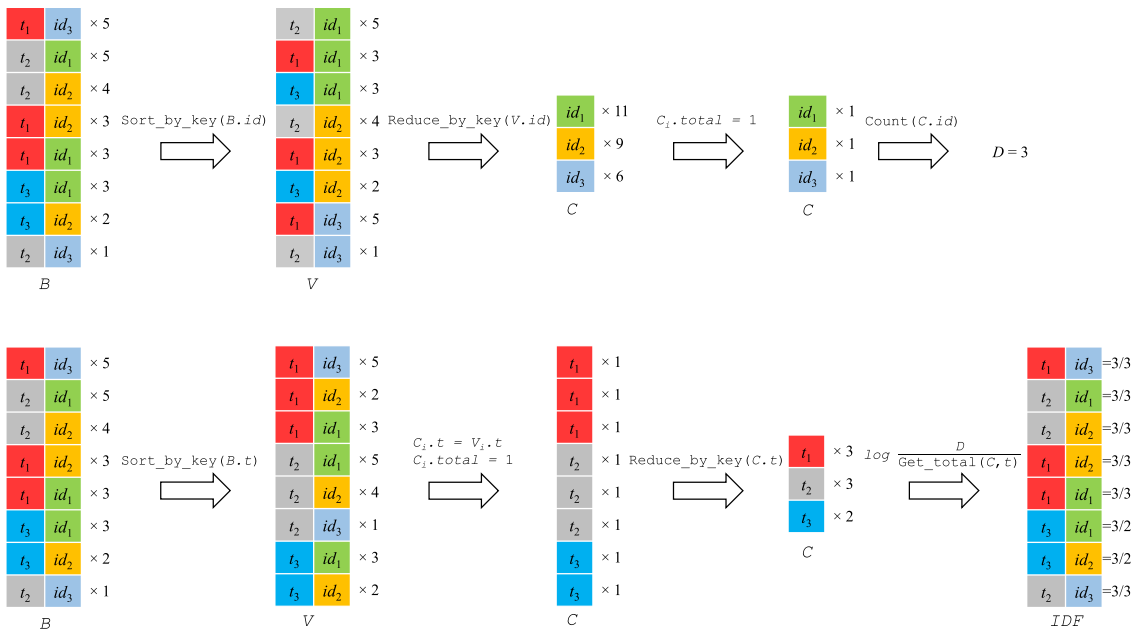 t1 id3 × 5
t2 id1 × 5
t2 id2 × 4
t1 id2 × 3
t1 id1 × 3
t3 id1 × 3
t3 id2 × 2
t2 id3 × 1
B
Sort_by_key(B.id)
t2 id1 × 5
t1 id1 × 3
t3 id1 × 3
t2 id2 × 4
t1 id2 × 3
t3 id2 × 2
t1 id3 × 5
t2 id3 × 1
V
Reduce_by_key(V.id)
id1 × 11
id2 × 9
id3 × 6
C
Ci.total = 1
id1 × 1
id2 × 1
id3 × 1
C
Count(C.id)
D = 3
t1 id3 × 5
t2 id1 × 5
t2 id2 × 4
t1 id2 × 3
t1 id1 × 3
t3 id1 × 3
t3 id2 × 2
t2 id3 × 1
B
Sort_by_key(B.t)
t1 id3 × 5
t1 id2 × 2
t1 id1 × 3
t2 id1 × 5
t2 id2 × 4
t2 id3 × 1
t3 id1 × 3
t3 id2 × 2
V
Ci.t = Vi.t
Ci.total = 1
t1 × 1
t1 × 1
t1 × 1
t2 × 1
t2 × 1
t2 × 1
t3 × 1
t3 × 1
C
Reduce_by_key(C.t)
t1 × 3
t2 × 3
t3 × 2
C
log D
Get_total(C,t)
t1 id3 =3/3
t2 id1 =3/3
t2 id2 =3/3
t1 id2 =3/3
t1 id1 =3/3
t3 id1 =3/2
t3 id2 =3/2
t2 id3 =3/3
IDF